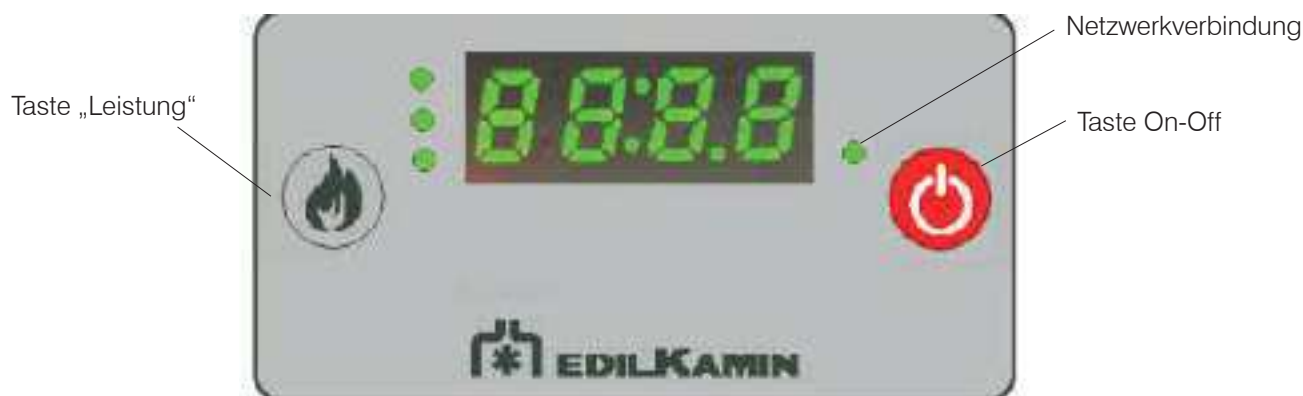 Netzwerkverbindung
Taste „Leistung“
Taste On-Off
88:8.8
EDILKAMIN